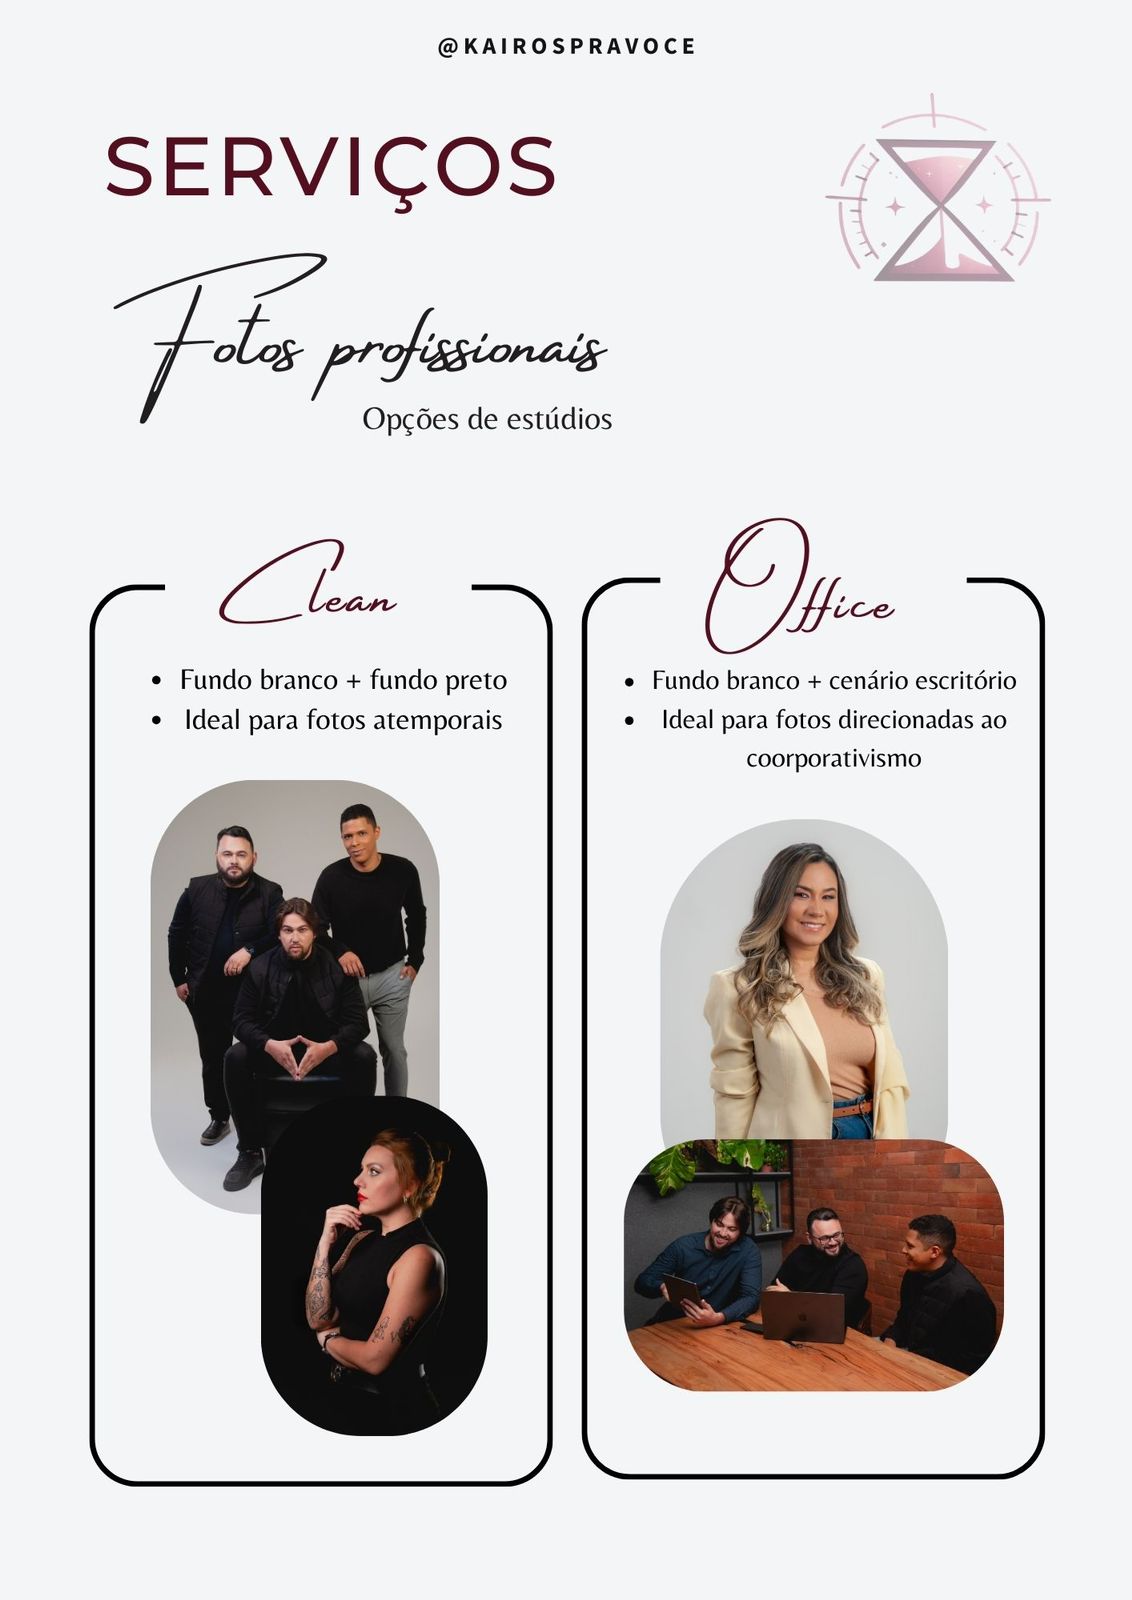 @KAIROSPRAVOCE
SERVIÇOS
Fotos profissionais
Opções de estúdios
Clean
• Fundo branco + fundo preto
• Ideal para fotos atemporais
Office
• Fundo branco + cenário escritório
• Ideal para fotos direcionadas ao
coorporativismo